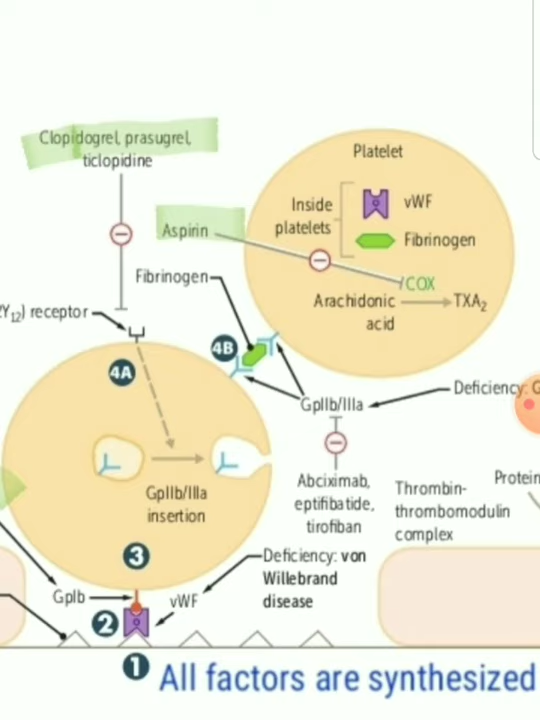 Clopidogrel, prasugrel,
ticlopidine
Platelet
Inside
platelets
vWF
Fibrinogen
Aspirin
COX
Arachidonic
acid
TXA2
Fibrinogen
Y12) receptor
4B
4A
GpIIb/IIIa
Deficiency: G
GpIIb/IIIa
insertion
Abciximab,
eptifibatide,
tirofiban
Thrombin-
thrombomodulin
complex
Protein
3
Deficiency: von
Willebrand
disease
GpIb
vWF
2
1
All factors are synthesized